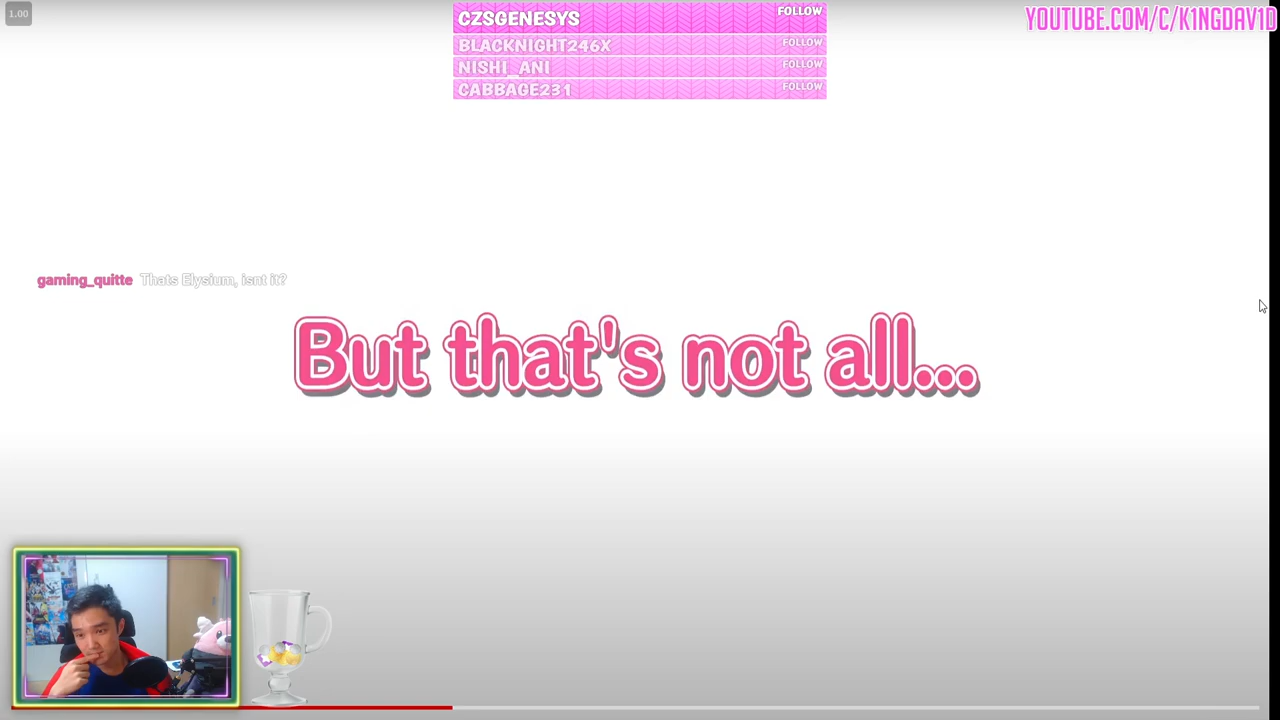 1.00
CZSGENESYS FOLLOW
BLACKNIGHT246X FOLLOW
NISHI_ANI FOLLOW
CABBAGE231 FOLLOW
YOUTUBE.COM/C/K1NGDAV1D
gaming_quitte Thats Elysium, isnt it?
But that's not all...